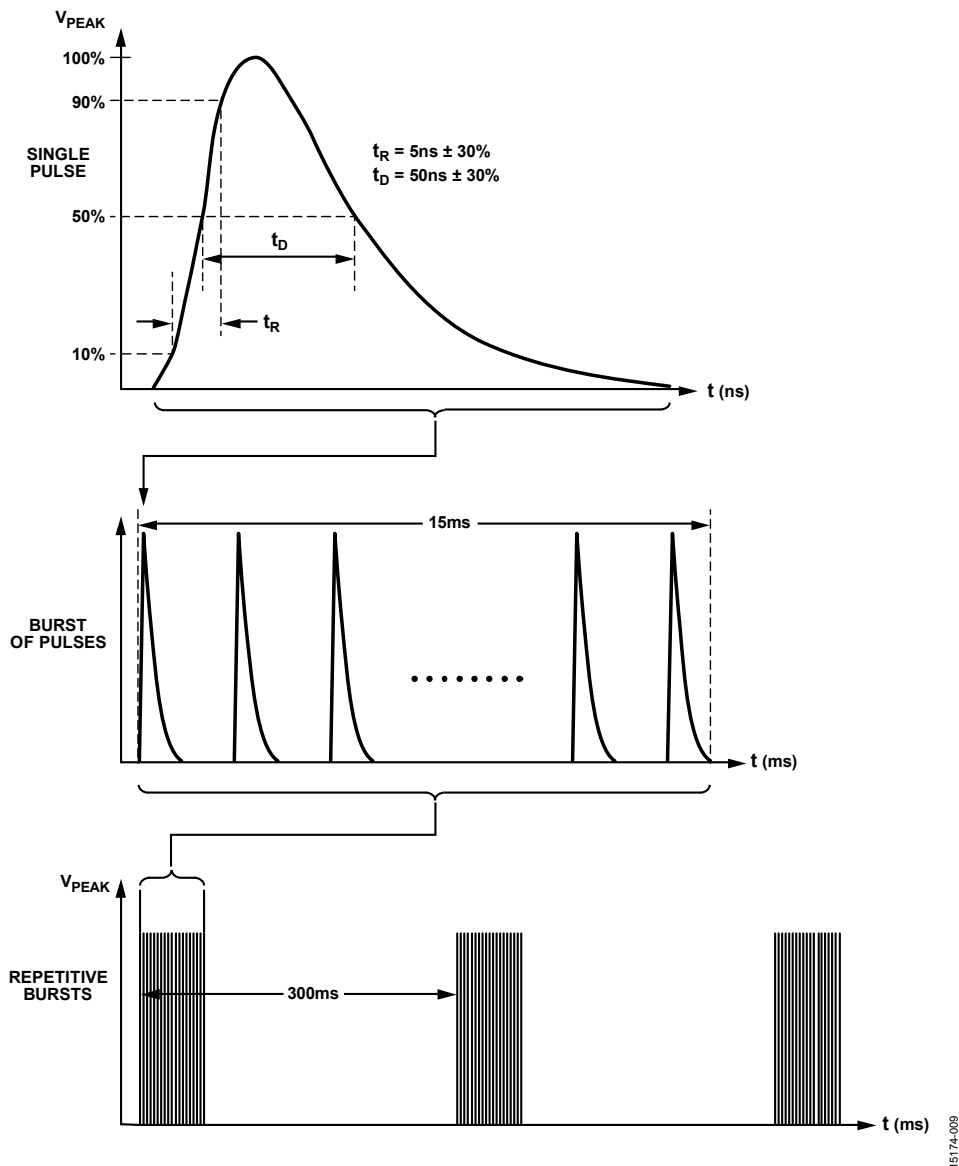 VPEAK
100%
90%
SINGLE
PULSE
tR = 5ns ± 30%
tD = 50ns ± 30%
50%
tD
tR
10%
t (ns)
15ms
BURST
OF PULSES
t (ms)
VPEAK
REPETITIVE
BURSTS
300ms
t (ms)
15174-009